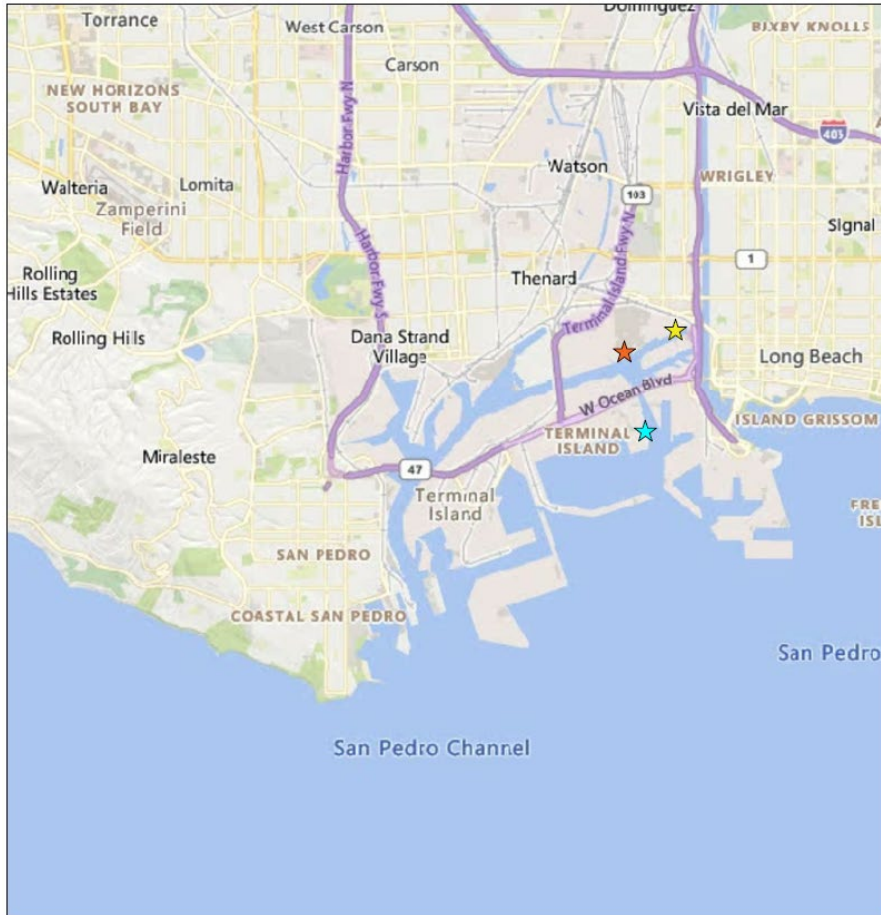 Dominguez
Torrance
West Carson
BIXBY KNOLLS
Carson
NEW HORIZONS
SOUTH BAY
Harbor Fwy N
Vista del Mar
405
Watson
WRIGLEY
Walteria
Lomita
103
Zamperini
Field
Signal
Harbor Fwy S
Terminal Island Fwy N
1
Rolling
Hills Estates
Thenard
Rolling Hills
Dana Strand
Village
Long Beach
W Ocean Blvd
ISLAND GRISSOM
TERMINAL
ISLAND
Miraleste
47
Terminal
Island
SAN PEDRO
COASTAL SAN PEDRO
San Pedro
San Pedro Channel